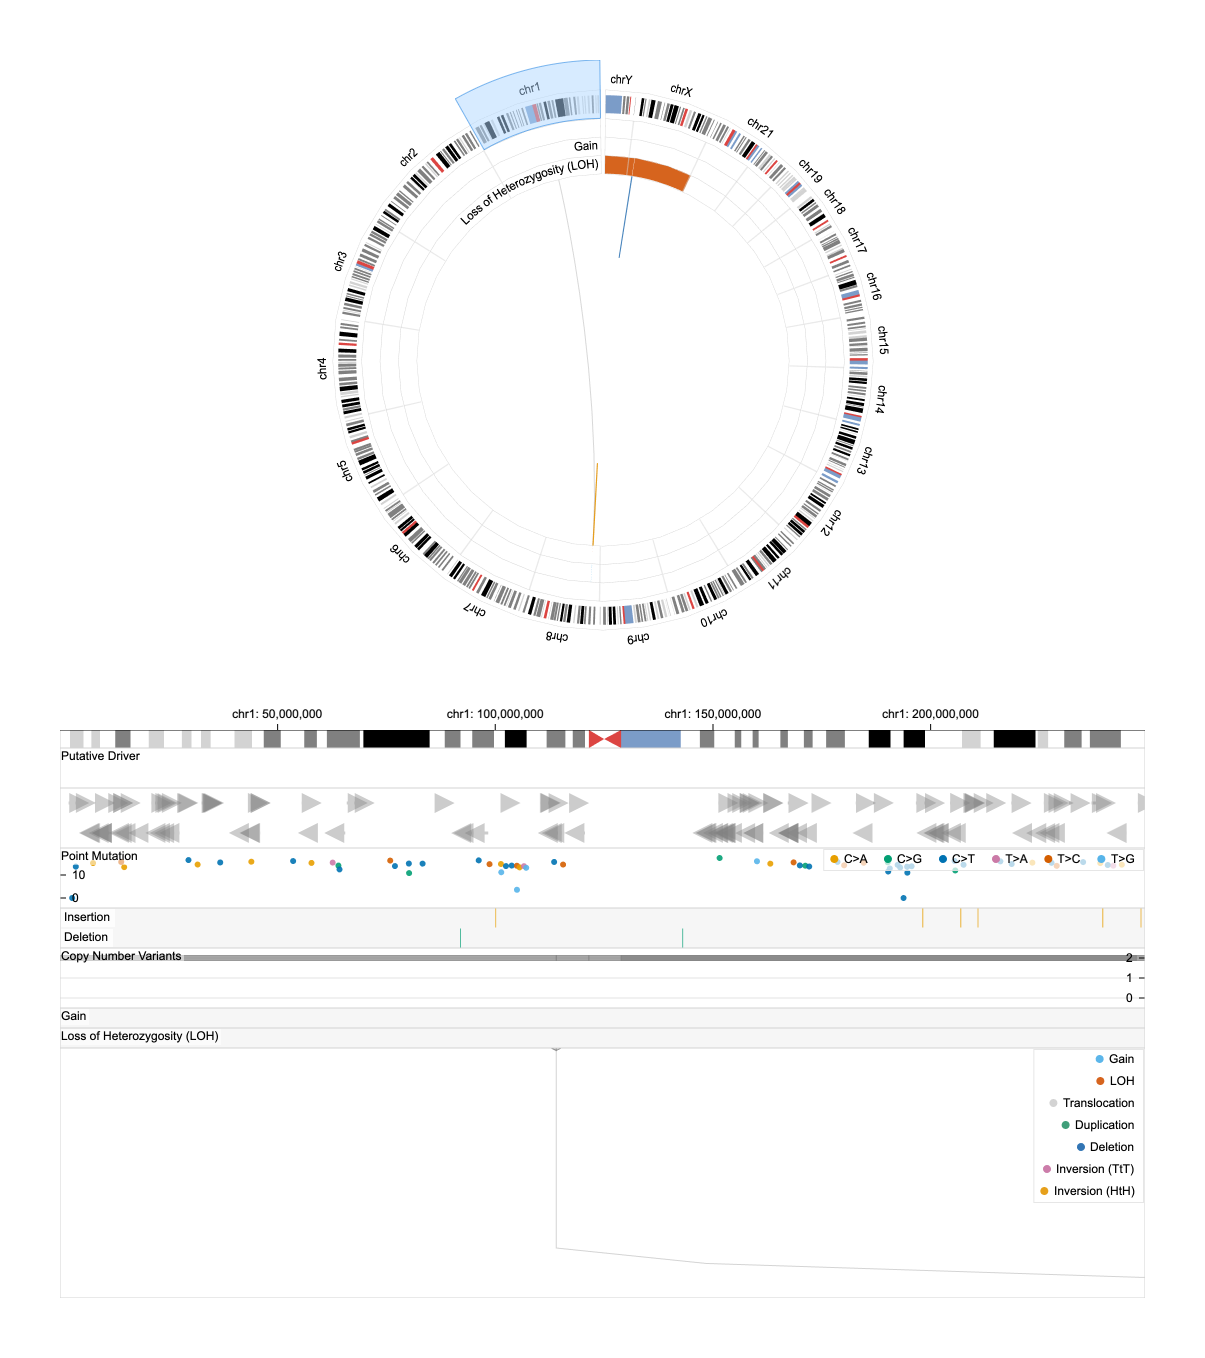 chr1
chrY
chrX
chr21
chr19
chr18
chr17
chr16
chr15
chr14
chr13
chr12
chr11
chr10
chr9
chr8
chr7
chr6
chr5
chr4
chr3
chr2
Gain
Loss of Heterozygosity (LOH)
chr1: 50,000,000
chr1: 100,000,000
chr1: 150,000,000
chr1: 200,000,000
Putative Driver
Point Mutation
C>A
C>G
C>T
T>A
T>C
T>G
10
0
Insertion
Deletion
Copy Number Variants
2
1
0
Gain
Loss of Heterozygosity (LOH)
Gain
LOH
Translocation
Duplication
Deletion
Inversion (TtT)
Inversion (HtH)